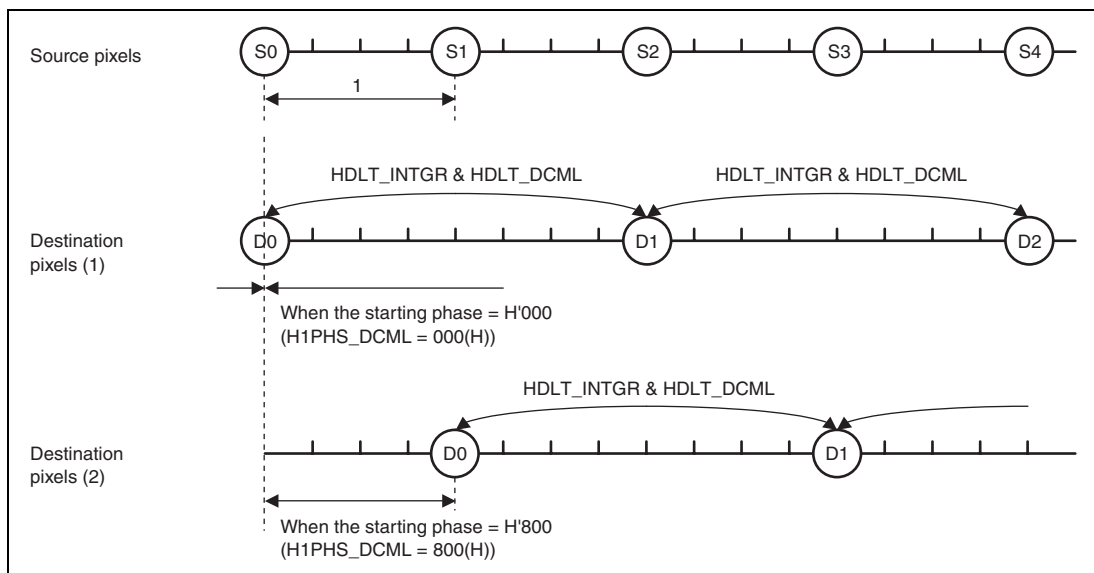 Source pixels
S0 S1 S2 S3 S4
1
HDLT_INTGR & HDLT_DCML HDLT_INTGR & HDLT_DCML
Destination
pixels (1)
D0 D1 D2
When the starting phase = H'000
(H1PHS_DCML = 000(H))
HDLT_INTGR & HDLT_DCML
Destination
pixels (2)
D0 D1
When the starting phase = H'800
(H1PHS_DCML = 800(H))